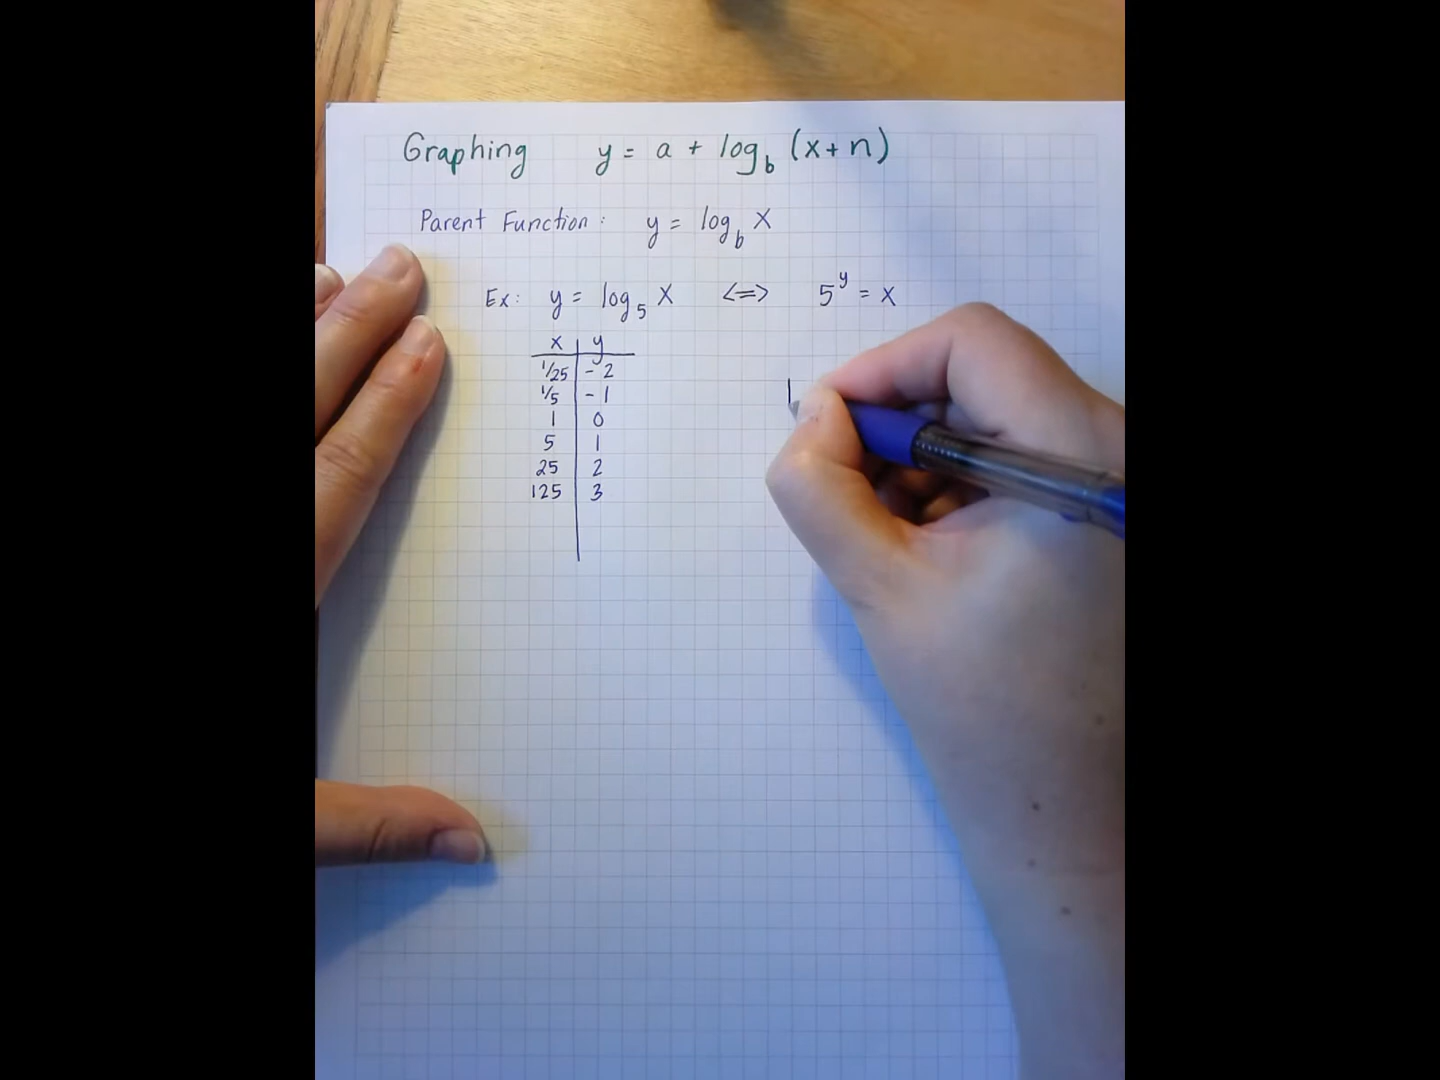 Graphing y = a + log_b (x+n)
Parent Function: y = log_b x
Ex: y = log_5 x <=> 5^y = x
x y
1/25 -2
1/5 -1
1 0
5 1
25 2
125 3